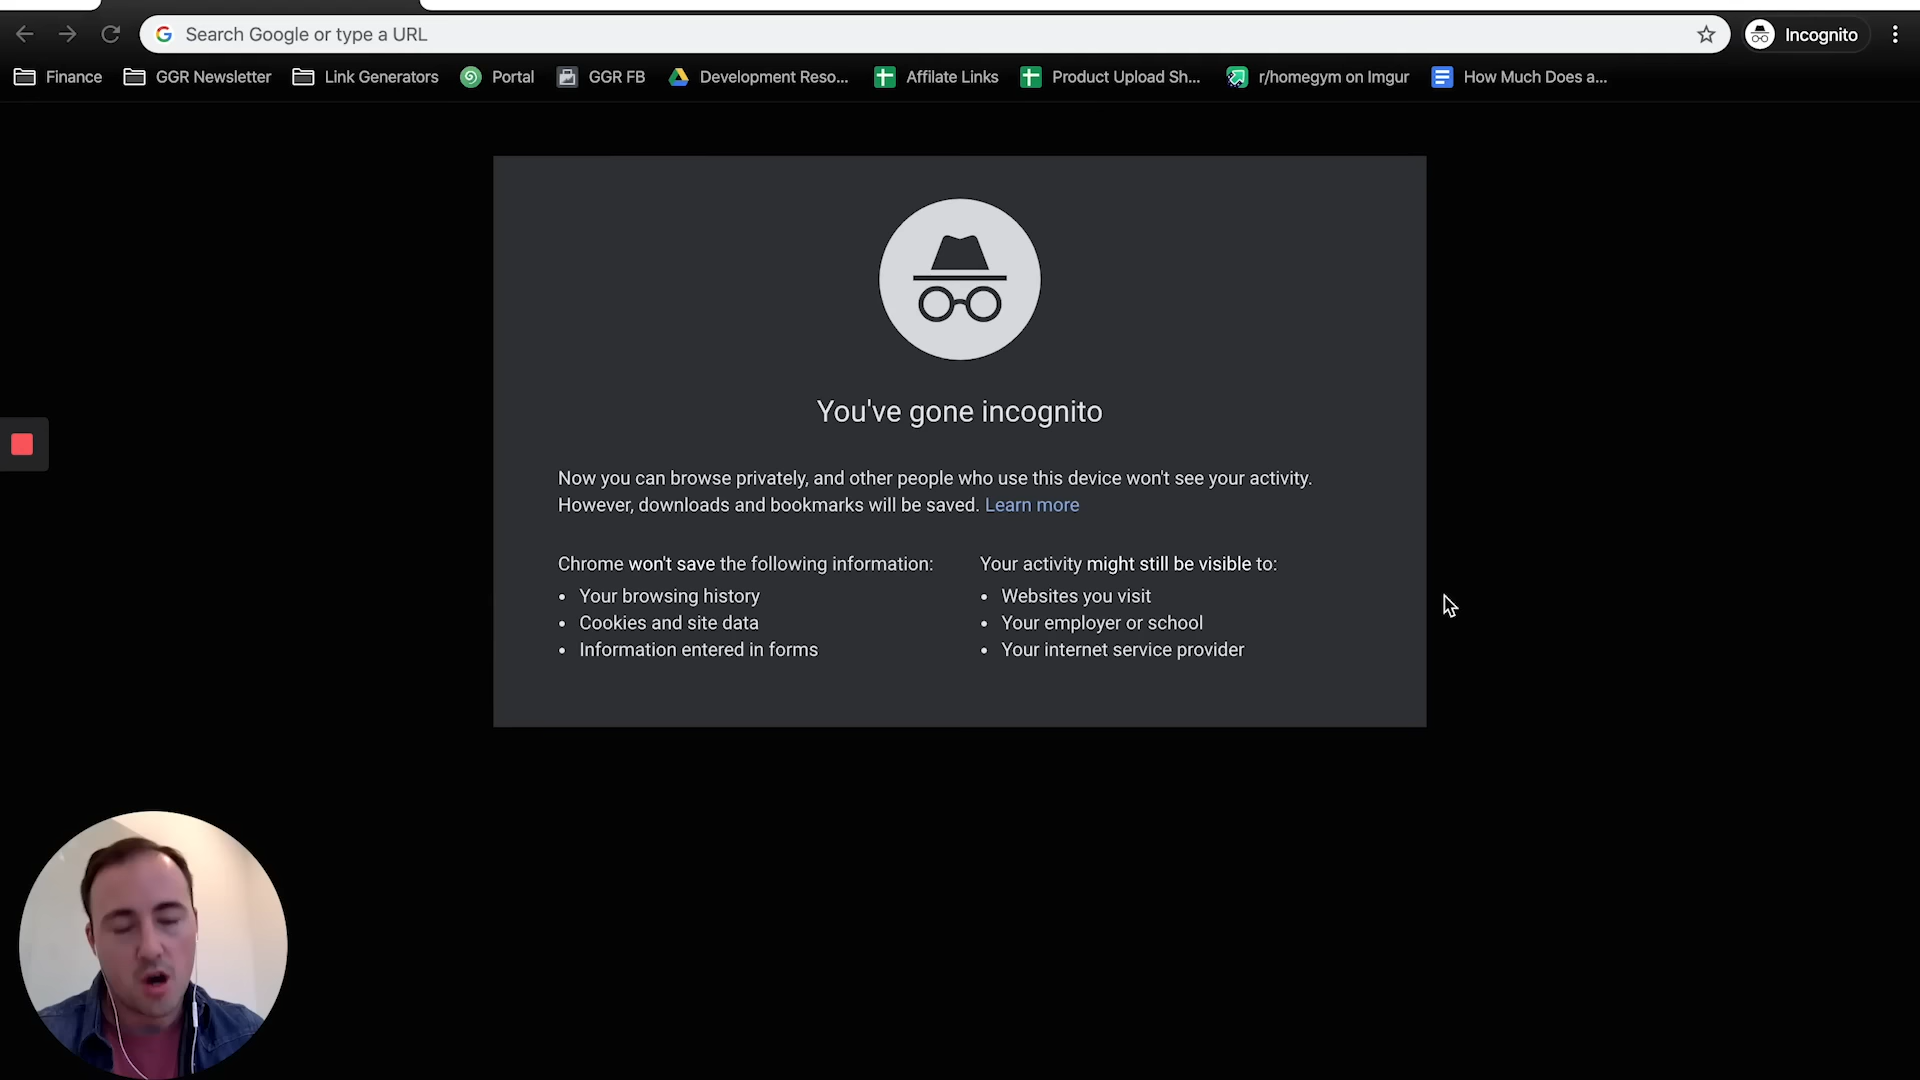 Search Google or type a URL
Incognito
Finance
GGR Newsletter
Link Generators
Portal
GGR FB
Development Reso...
Affilate Links
Product Upload Sh...
r/homegym on Imgur
How Much Does a...
You've gone incognito
Now you can browse privately, and other people who use this device won't see your activity.
However, downloads and bookmarks will be saved. Learn more
Chrome won't save the following information:
• Your browsing history
• Cookies and site data
• Information entered in forms
Your activity might still be visible to:
• Websites you visit
• Your employer or school
• Your internet service provider